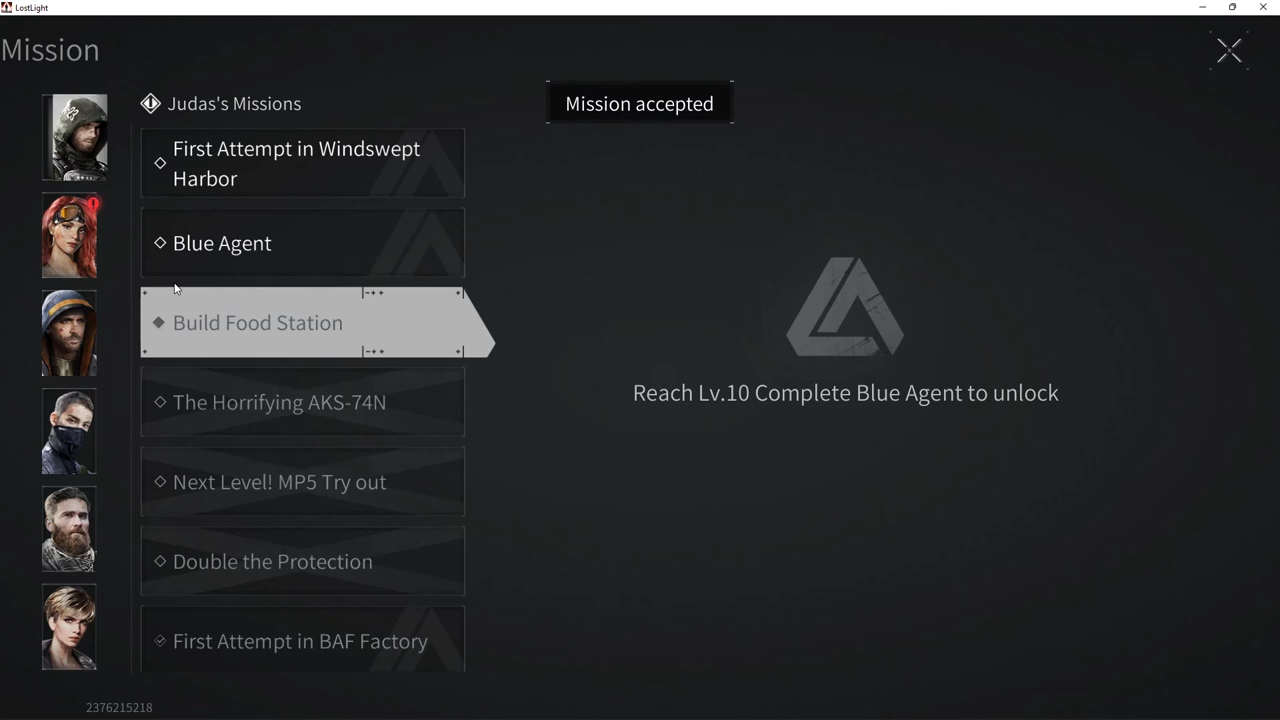 LostLight
Mission
Judas's Missions
Mission accepted
First Attempt in Windswept
Harbor
Blue Agent
Build Food Station
The Horrifying AKS-74N
Reach Lv.10 Complete Blue Agent to unlock
Next Level! MP5 Try out
Double the Protection
First Attempt in BAF Factory
2376215218